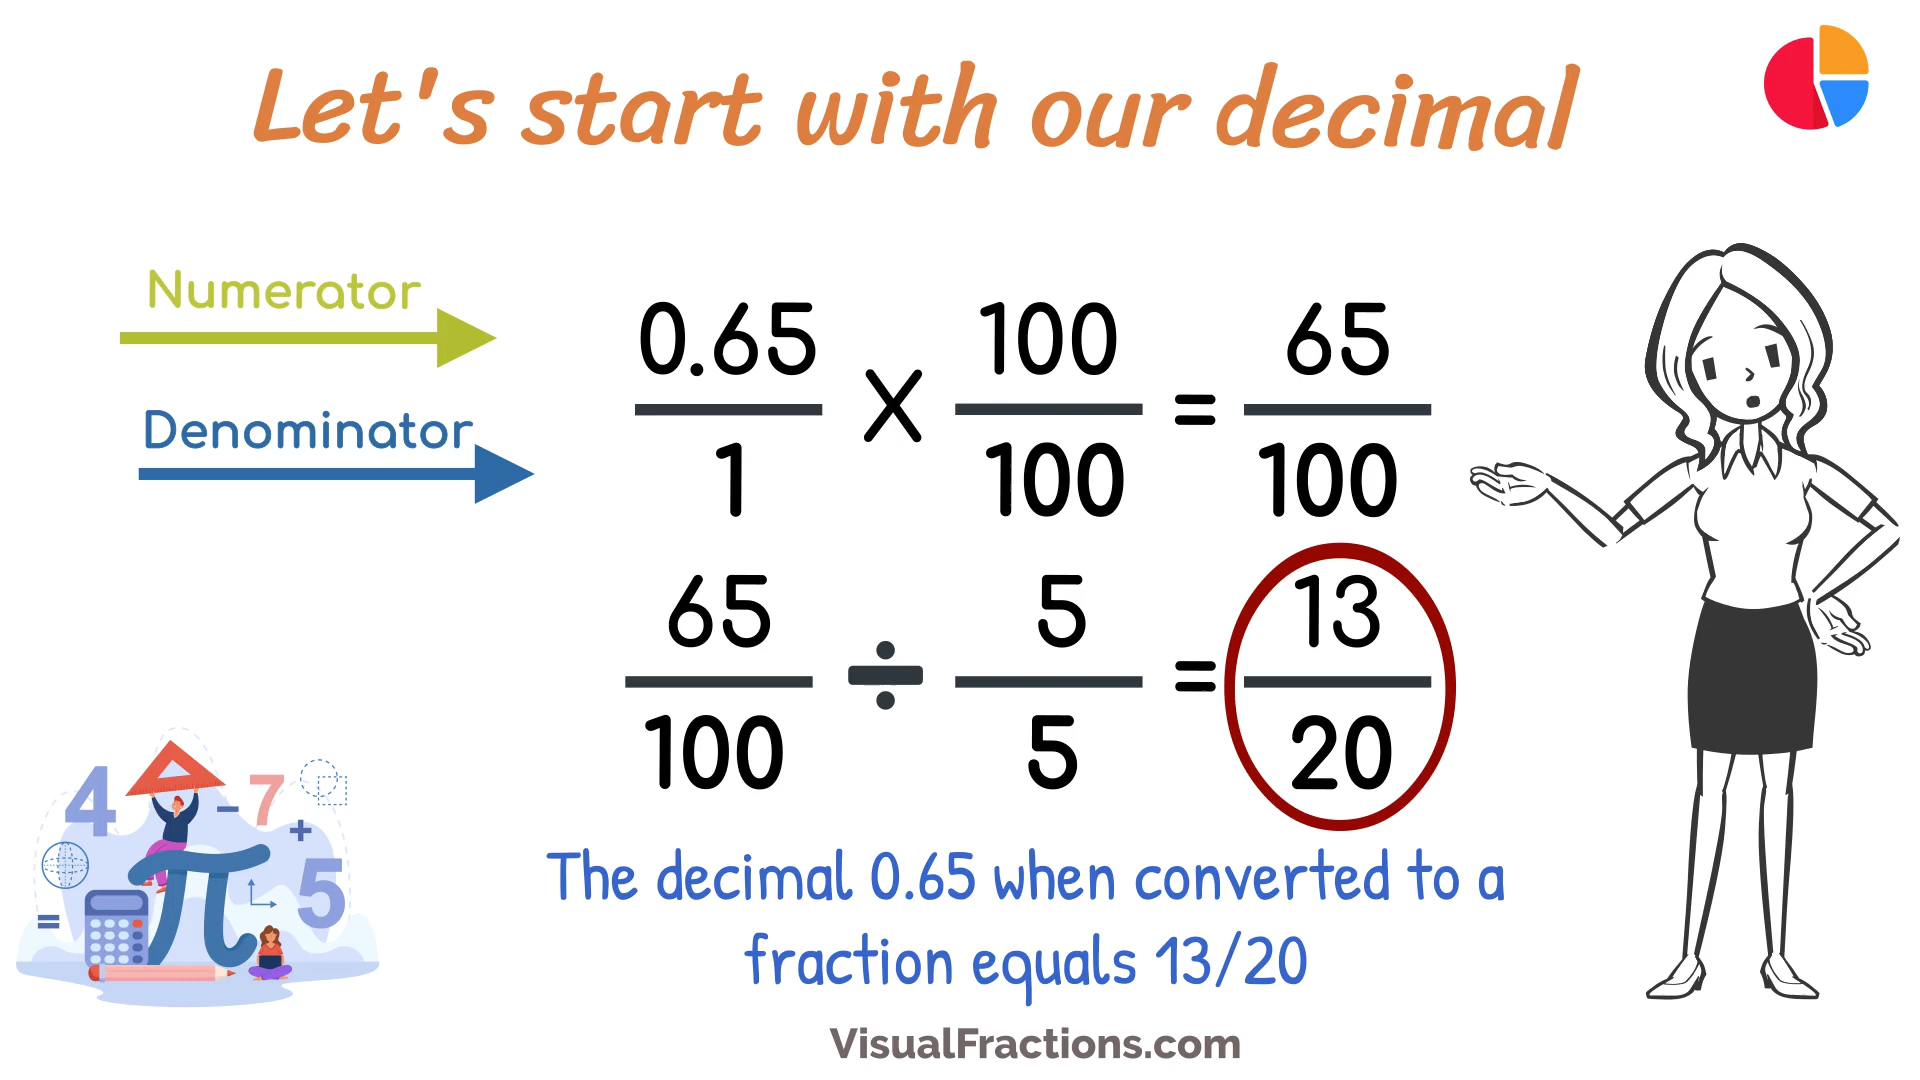 Let's start with our decimal
Numerator
Denominator
0.65 X 100 = 65
1 100 100
65 ÷ 5 = 13
100 5 20
4 - 7 + 5 = π
The decimal 0.65 when converted to a
fraction equals 13/20
VisualFractions.com